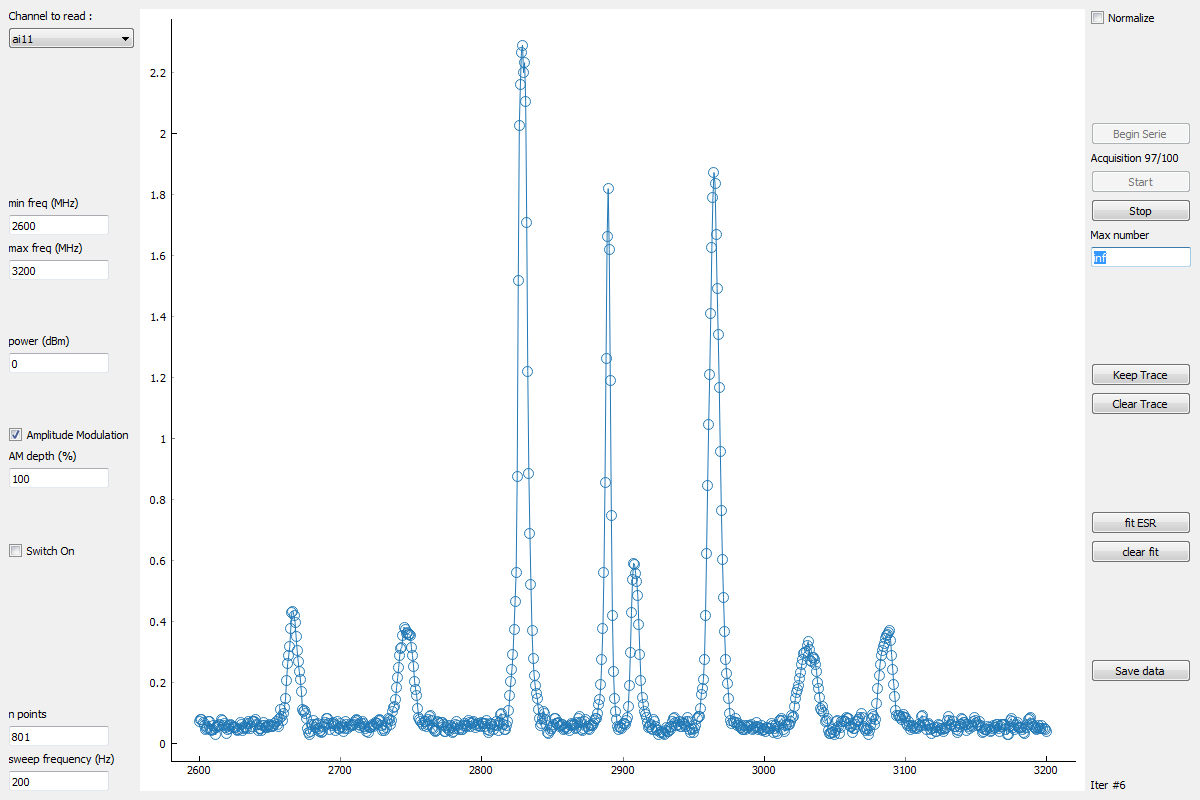 Channel to read :
ai11
min freq (MHz)
2600
max freq (MHz)
3200
power (dBm)
0
Amplitude Modulation
AM depth (%)
100
Switch On
n points
801
sweep frequency (Hz)
200
2.2
2
1.8
1.6
1.4
1.2
1
0.8
0.6
0.4
0.2
0
2600 2700 2800 2900 3000 3100 3200
Normalize
Begin Serie
Acquisition 97/100
Start
Stop
Max number
inf
Keep Trace
Clear Trace
fit ESR
clear fit
Save data
Iter #6